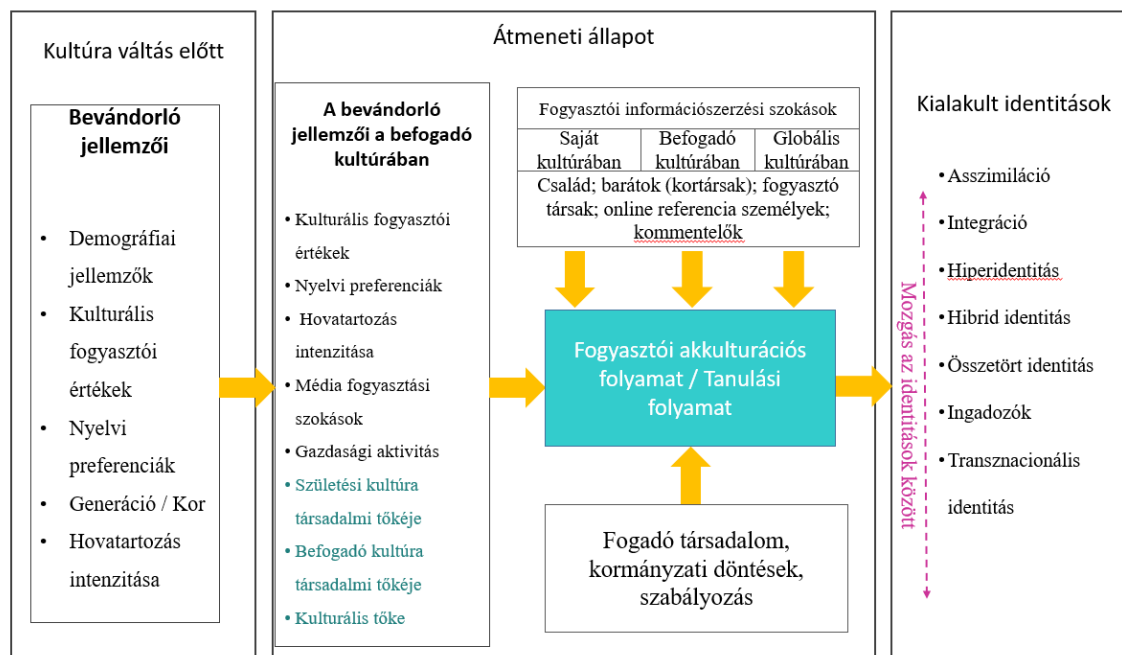 Kultúra váltás előtt
Bevándorló
jellemzői
• Demográfiai
jellemzők
• Kulturális
fogyasztói
értékek
• Nyelvi
preferenciák
• Generáció / Kor
• Hovatartozás
intenzitása
Átmeneti állapot
A bevándorló
jellemzői a befogadó
kultúrában
• Kulturális fogyasztói
értékek
• Nyelvi preferenciák
• Hovatartozás
intenzitása
• Média fogyasztási
szokások
• Gazdasági aktivitás
• Születési kultúra
társadalmi tőkéje
• Befogadó kultúra
társadalmi tőkéje
• Kulturális tőke
Fogyasztói információszerzési szokások
Saját
kultúrában
Befogadó
kultúrában
Globális
kultúrában
Család; barátok (kortársak); fogyasztó
társak; online referencia személyek;
kommentelők
Fogyasztói akkulturációs
folyamat / Tanulási
folyamat
Fogadó társadalom,
kormányzati döntések,
szabályozás
Kialakult identitások
Mozgás az identitások között
• Asszimiláció
• Integráció
• Hiperidentitás
• Hibrid identitás
• Összetört identitás
• Ingadozók
• Transznacionális
identitás